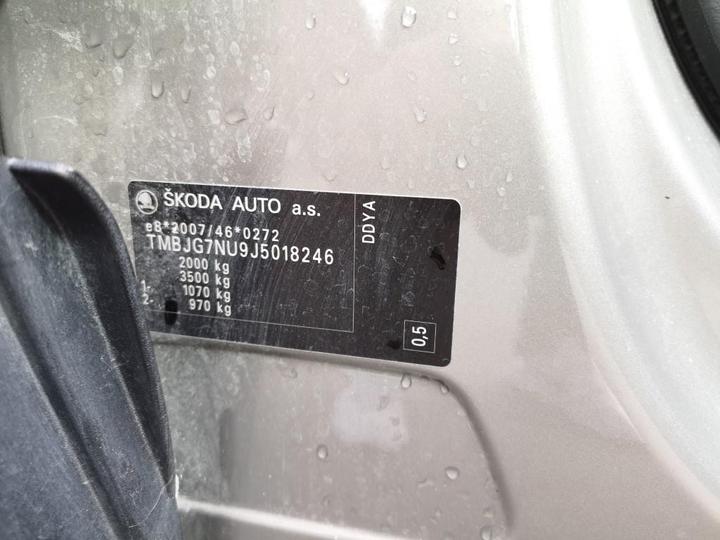 ŠKODA AUTO a.s.
e8*2007/46*0272
TMBJG7NU9J5018246
2000 kg
3500 kg
1- 1070 kg
2- 970 kg
DDYA
0,5